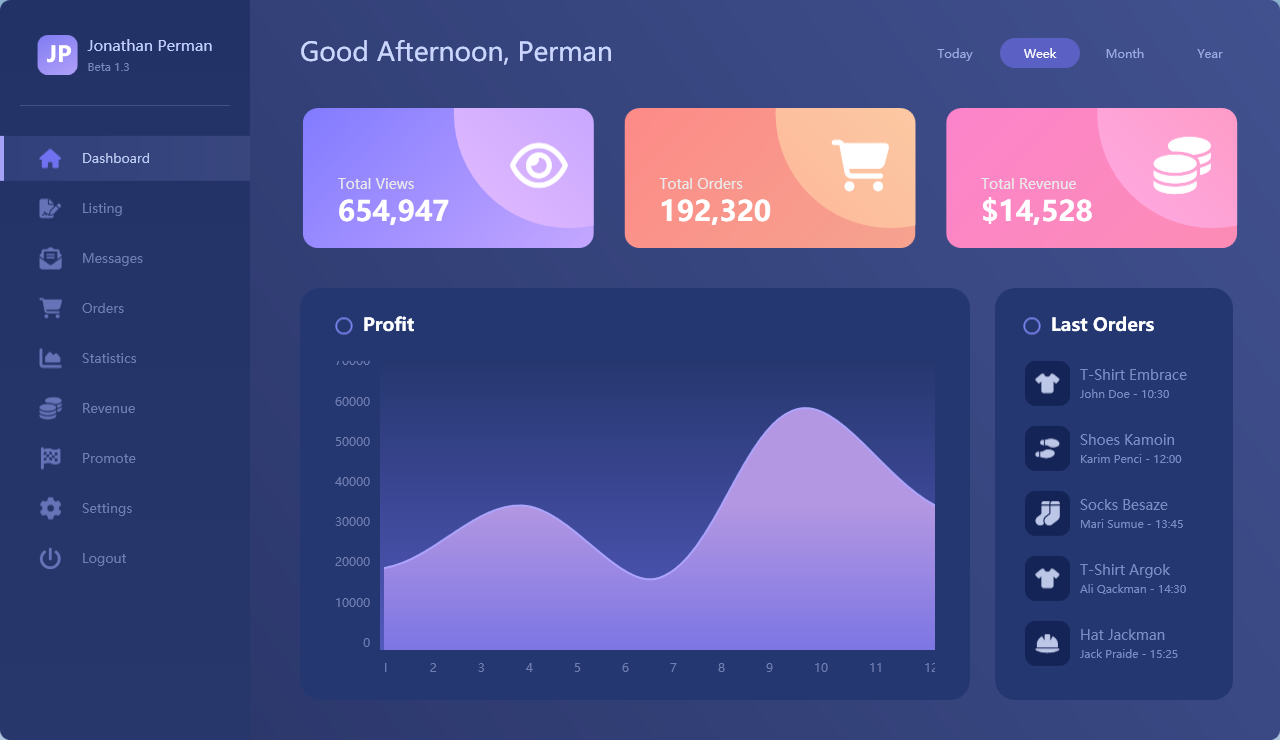 JP
Jonathan Perman
Beta 1.3
Dashboard
Listing
Messages
Orders
Statistics
Revenue
Promote
Settings
Logout
Good Afternoon, Perman
Today
Week
Month
Year
Total Views
654,947
Total Orders
192,320
Total Revenue
$14,528
Profit
70000
60000
50000
40000
30000
20000
10000
0
1 2 3 4 5 6 7 8 9 10 11 12
Last Orders
T-Shirt Embrace
John Doe - 10:30
Shoes Kamoin
Karim Penci - 12:00
Socks Besaze
Mari Sumue - 13:45
T-Shirt Argok
Ali Qackman - 14:30
Hat Jackman
Jack Praide - 15:25